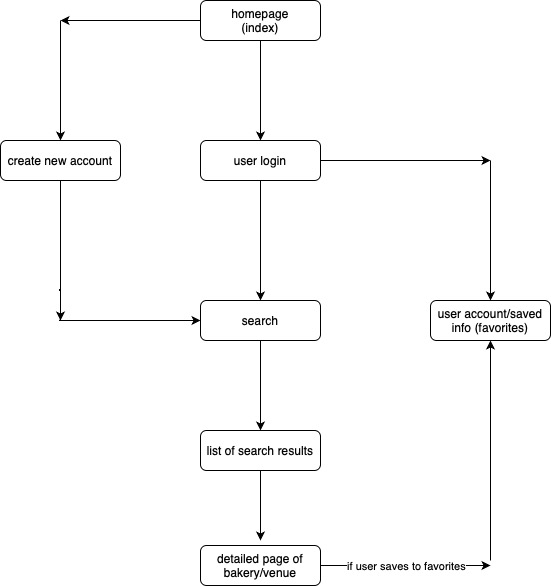 homepage
(index)
create new account
user login
search
user account/saved
info (favorites)
list of search results
detailed page of
bakery/venue
if user saves to favorites